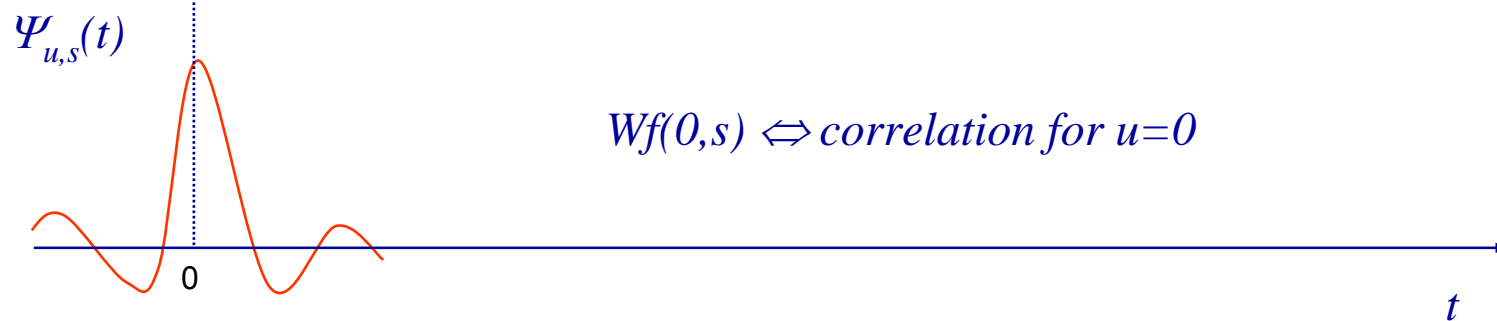 Ψu,s(t)
Wf(0,s) ⇔ correlation for u=0
0
t